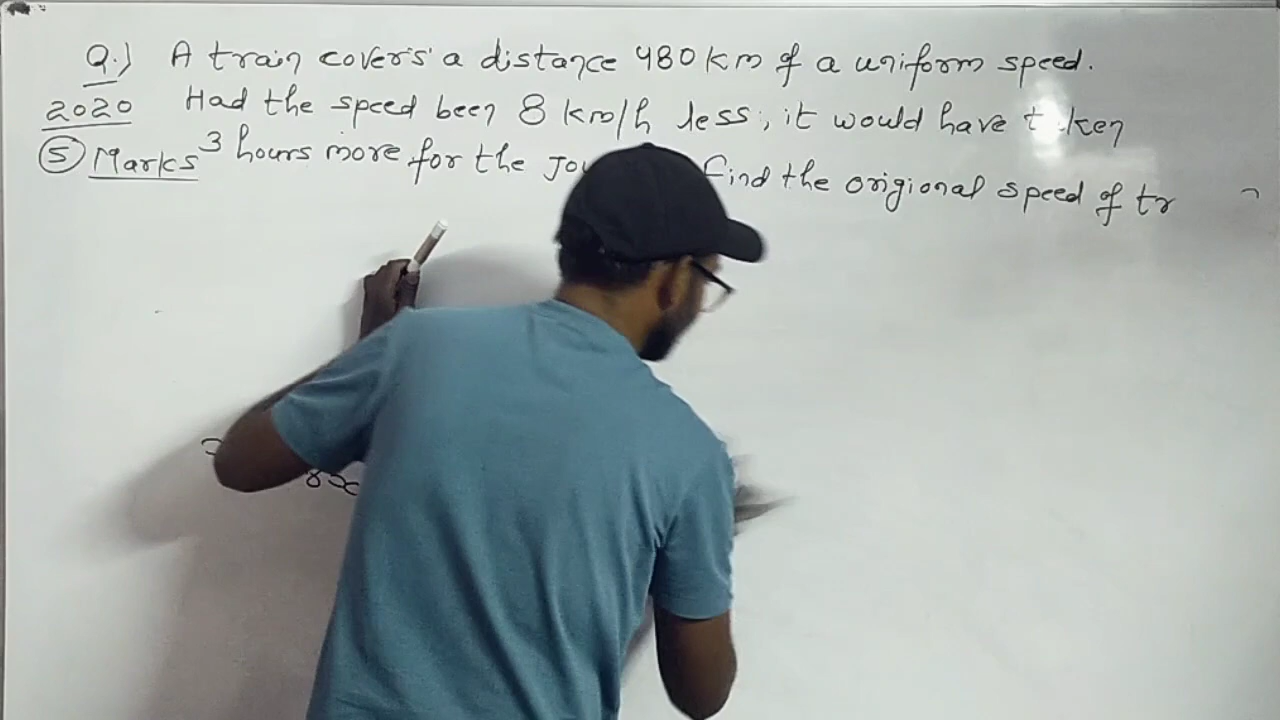 Q.) A train covers a distance 480 km of a uniform speed.
2020 Had the speed been 8 km/h less, it would have taken
5 Marks 3 hours more for the find the origional speed of
8x